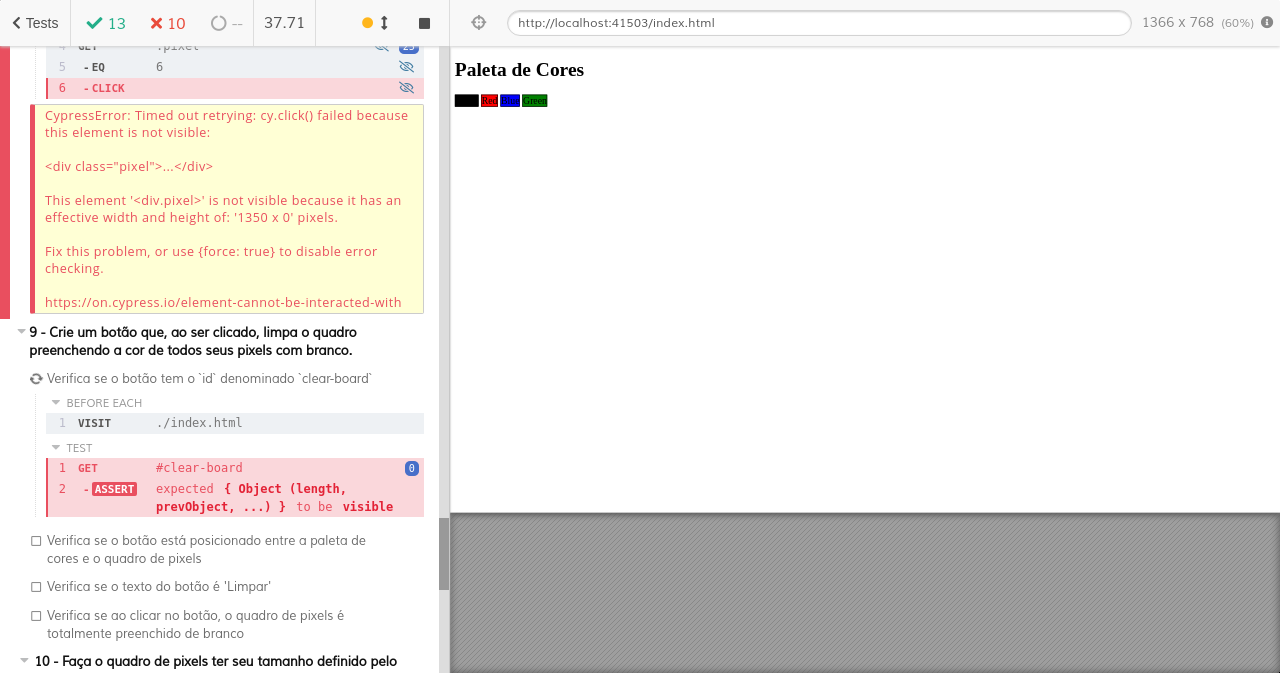 Tests
13
10
--
37.71
http://localhost:41503/index.html
1366 x 768 (60%)
4 GET .pixel 25
5 -EQ 6
6 -CLICK
CypressError: Timed out retrying: cy.click() failed because
this element is not visible:
<div class="pixel">...</div>
This element '<div.pixel>' is not visible because it has an
effective width and height of: '1350 x 0' pixels.
Fix this problem, or use {force: true} to disable error
checking.
https://on.cypress.io/element-cannot-be-interacted-with
9 - Crie um botão que, ao ser clicado, limpa o quadro
preenchendo a cor de todos seus pixels com branco.
Verifica se o botão tem o `id` denominado `clear-board`
BEFORE EACH
1 VISIT ./index.html
TEST
1 GET #clear-board 0
2 -ASSERT expected { Object (length,
prevObject, ...) } to be visible
Verifica se o botão está posicionado entre a paleta de
cores e o quadro de pixels
Verifica se o texto do botão é 'Limpar'
Verifica se ao clicar no botão, o quadro de pixels é
totalmente preenchido de branco
10 - Faça o quadro de pixels ter seu tamanho definido pelo
Paleta de Cores
Red Blue Green